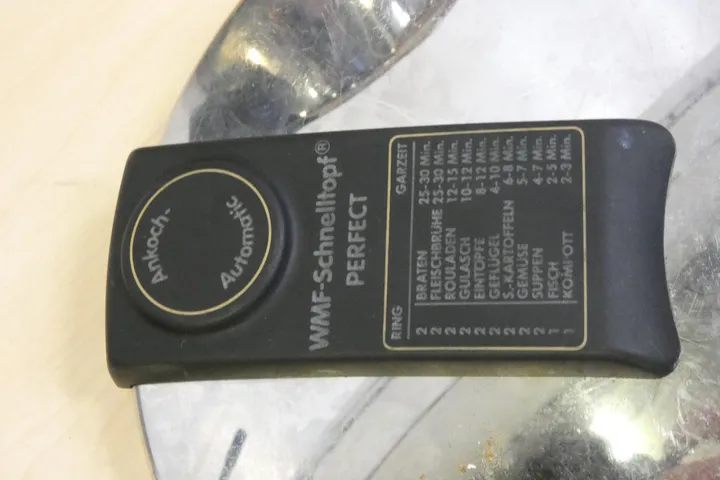 Ankoch-
Automatic
WMF-Schnelltopf®
PERFECT
RING GARZEIT
2 BRATEN 25-30 Min.
2 FLEISCHBRÜHE 25-30 Min.
2 ROULADEN 12-15 Min.
2 GULASCH 10-12 Min.
2 EINTÖPFE 8-12 Min.
2 GEFLÜGEL 4-10 Min.
2 S.-KARTOFFELN 6-8 Min.
2 GEMÜSE 5-7 Min.
2 SUPPEN 4-7 Min.
1 FISCH 2-5 Min.
1 KOMPOTT 2-3 Min.